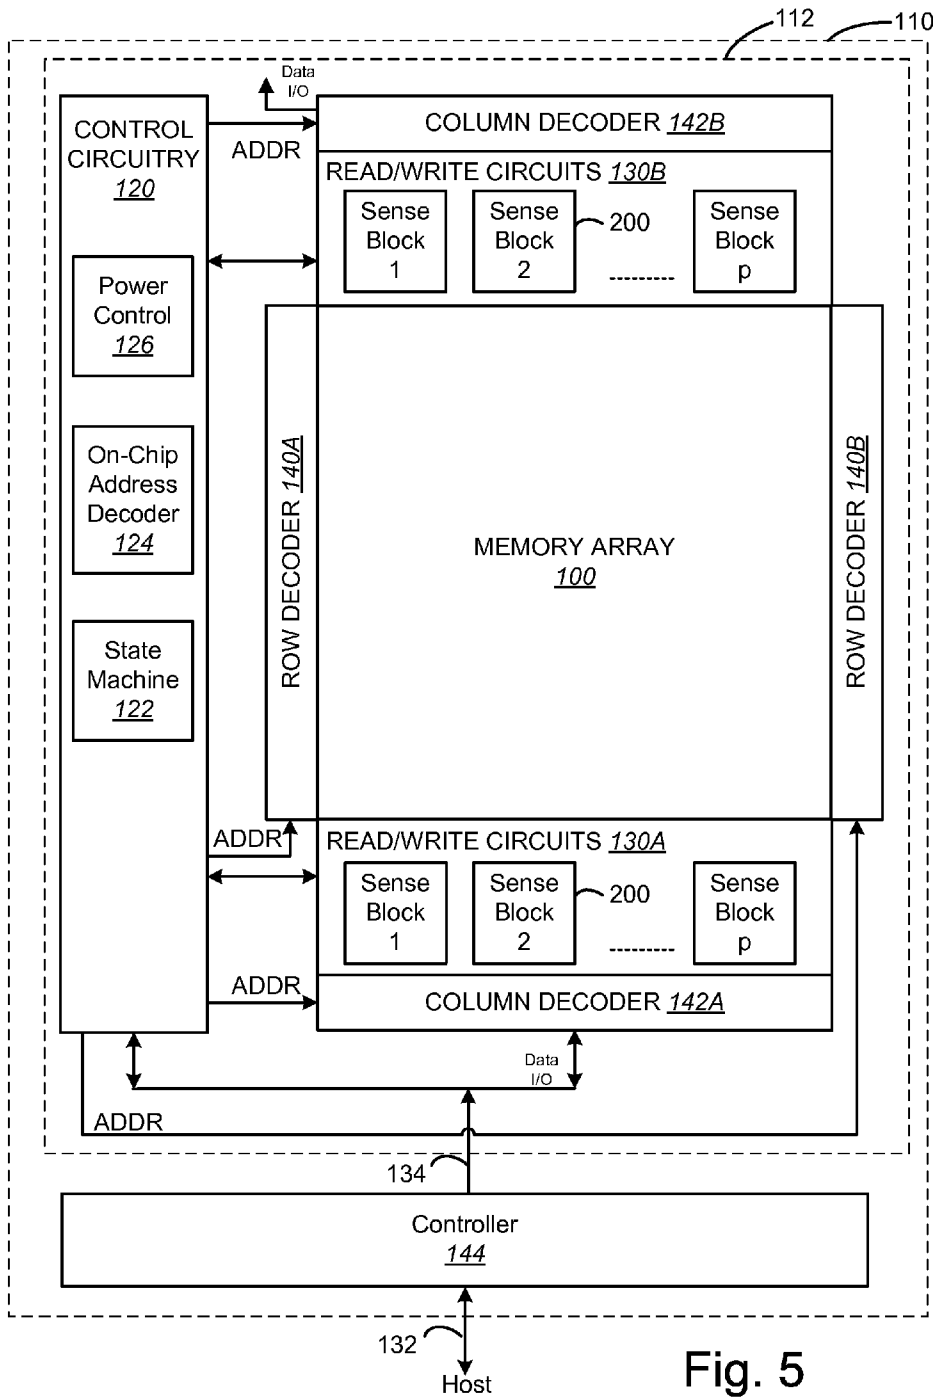 112
110
Data
I/O
CONTROL
CIRCUITRY
120
ADDR
COLUMN DECODER 142B
READ/WRITE CIRCUITS 130B
Sense
Block
1
Sense
Block
2
200
Sense
Block
p
Power
Control
126
On-Chip
Address
Decoder
124
State
Machine
122
ROW DECODER 140A
MEMORY ARRAY
100
ROW DECODER 140B
ADDR
READ/WRITE CIRCUITS 130A
Sense
Block
1
Sense
Block
2
200
Sense
Block
p
ADDR
COLUMN DECODER 142A
Data
I/O
ADDR
134
Controller
144
132
Host
Fig. 5